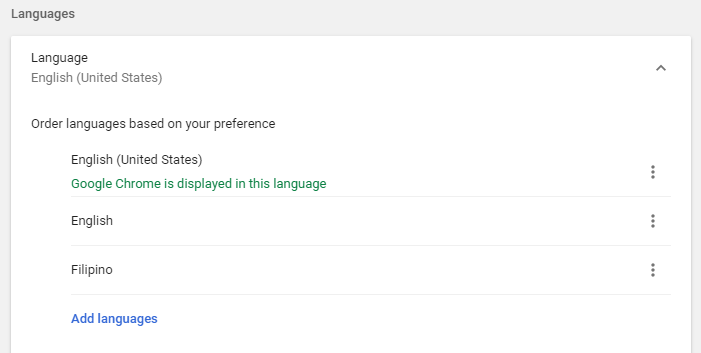 Languages
Language
English (United States)
Order languages based on your preference
English (United States)
Google Chrome is displayed in this language
English
Filipino
Add languages